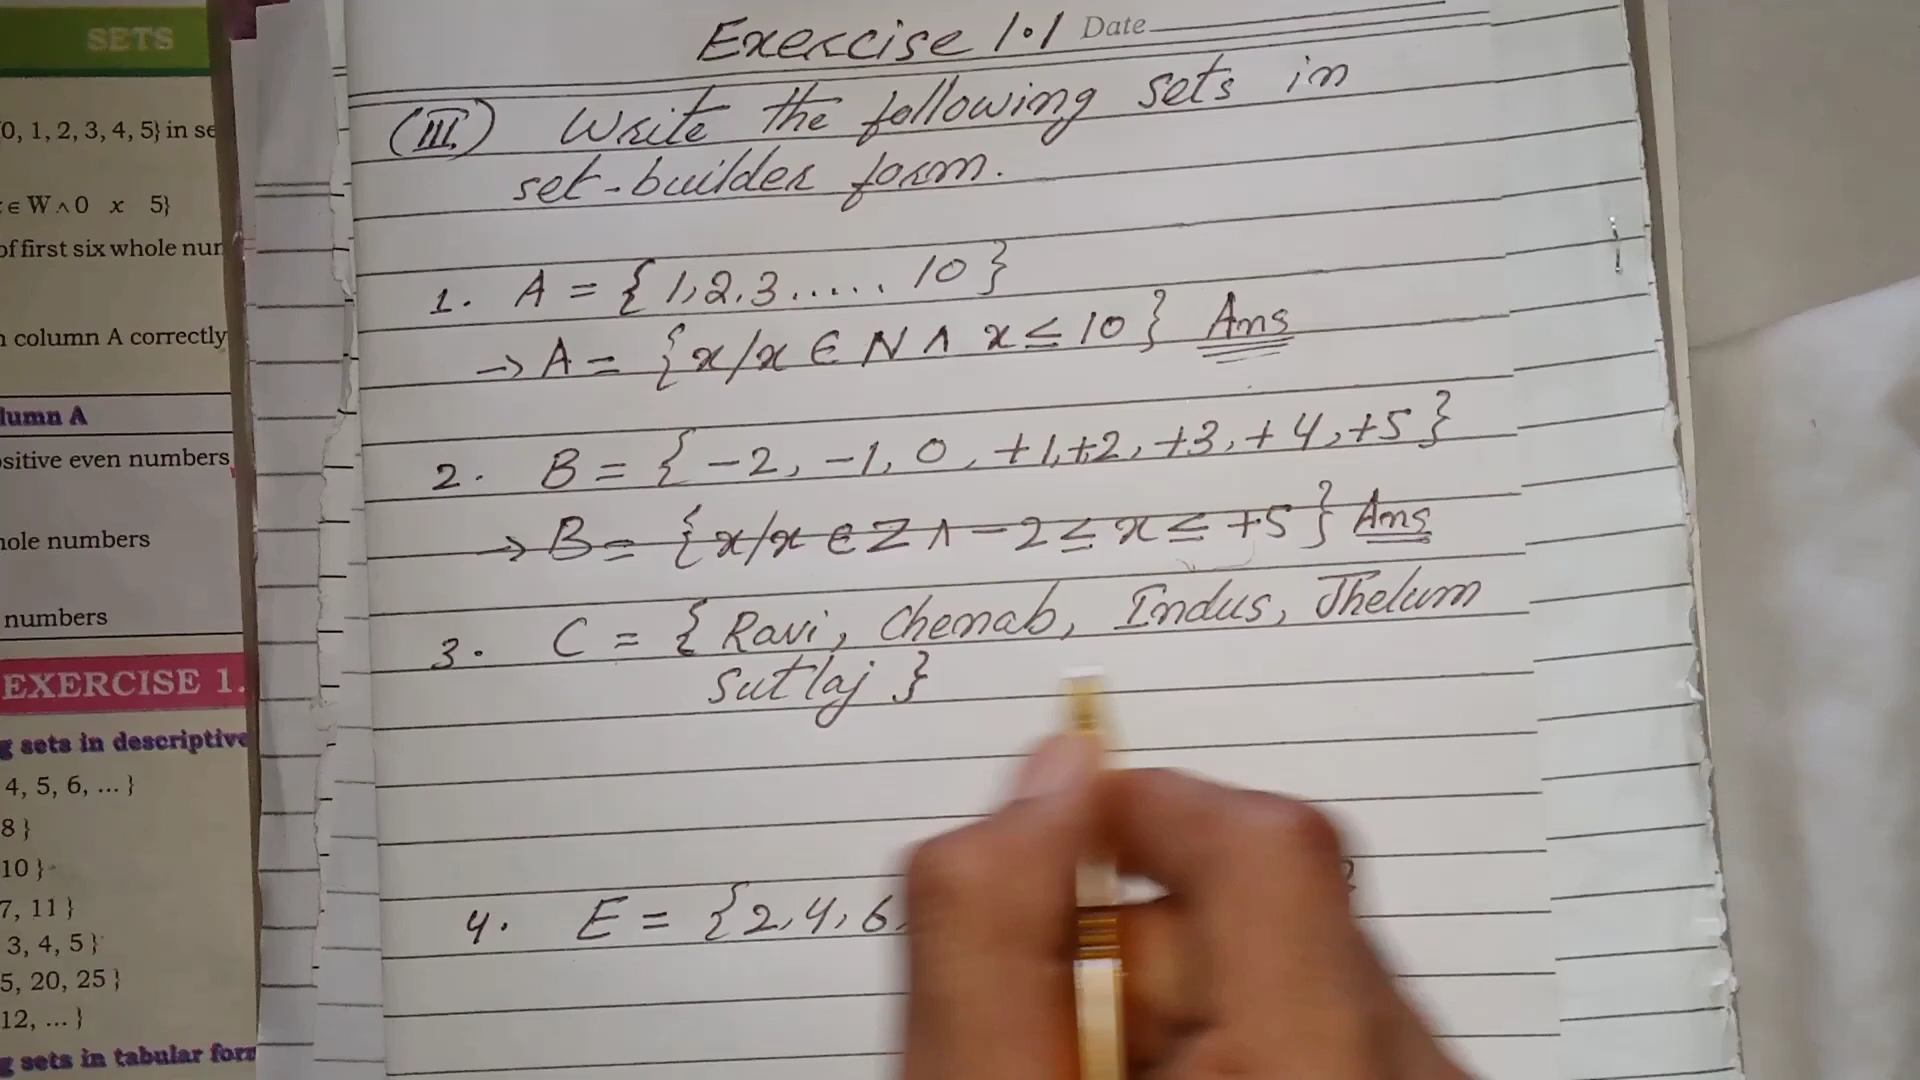 SETS
0, 1, 2, 3, 4, 5} in se
∈ W ∧ 0 x 5}
of first six whole nur
column A correctly
lumn A
sitive even numbers
ole numbers
numbers
EXERCISE 1.
g sets in descriptive
4, 5, 6, ... }
8 }
10 }
7, 11 }
3, 4, 5 }
5, 20, 25 }
12, ... }
g sets in tabular for
Exercise 1.1 Date
(III) Write the following sets in
set-builder form.
1. A = { 1, 2, 3 ..... 10 }
→ A = { x/x ∈ N ∧ x ≤ 10 } Ans
2. B = { -2, -1, 0, +1, +2, +3, +4, +5 }
→ B = { x/x ∈ Z ∧ -2 ≤ x ≤ +5 } Ans
3. C = { Ravi, Chenab, Indus, Jhelum
sutlaj }
4. E = { 2, 4, 6,